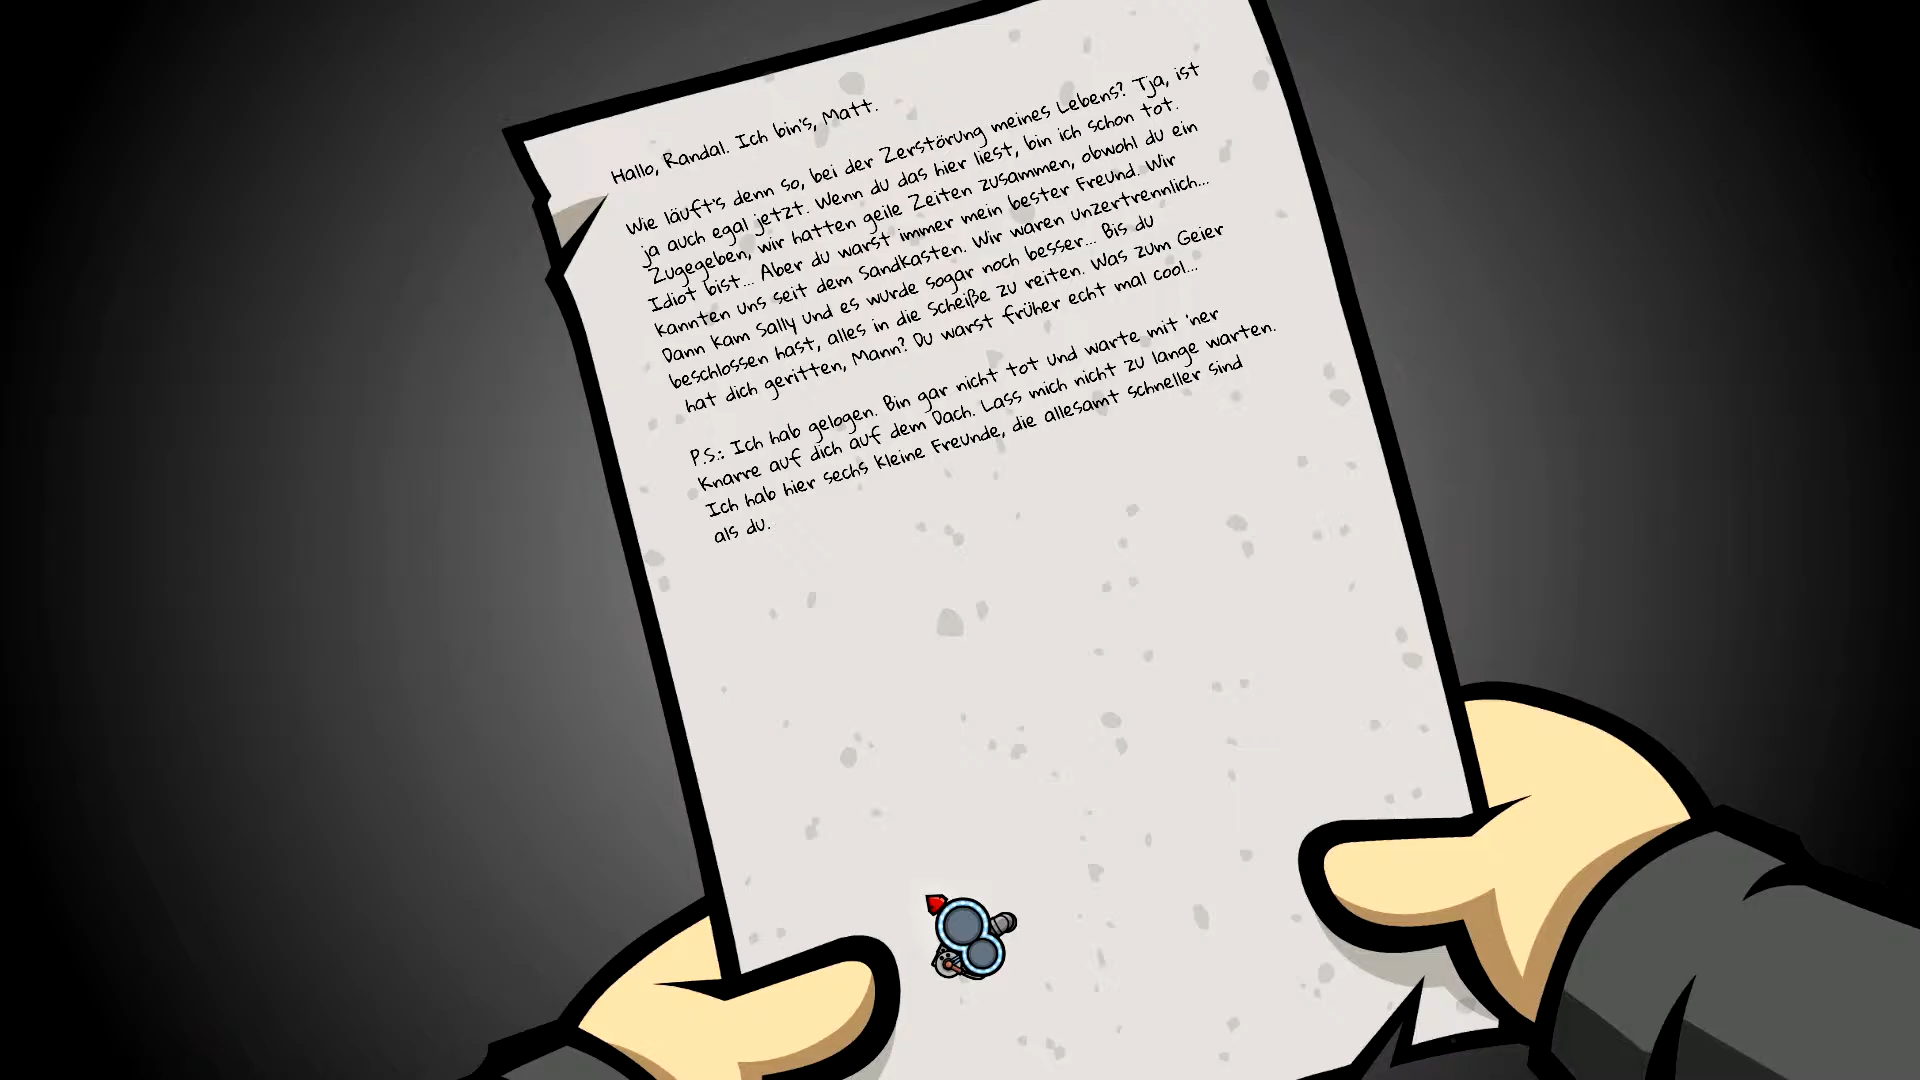 Hallo, Randal. Ich bin's, Matt.
Wie läuft's denn so, bei der Zerstörung meines Lebens? Tja, ist
ja auch egal jetzt. Wenn du das hier liest, bin ich schon tot.
Zugegeben, wir hatten geile Zeiten zusammen, obwohl du ein
Idiot bist... Aber du warst immer mein bester Freund. Wir
kannten uns seit dem Sandkasten. Wir waren unzertrennlich...
Dann kam Sally und es wurde sogar noch besser... Bis du
beschlossen hast, alles in die Scheiße zu reiten. Was zum Geier
hat dich geritten, Mann? Du warst früher echt mal cool...
P.S.: Ich hab gelogen. Bin gar nicht tot und warte mit 'ner
Knarre auf dich auf dem Dach. Lass mich nicht zu lange warten.
Ich hab hier sechs kleine Freunde, die allesamt schneller sind
als du.